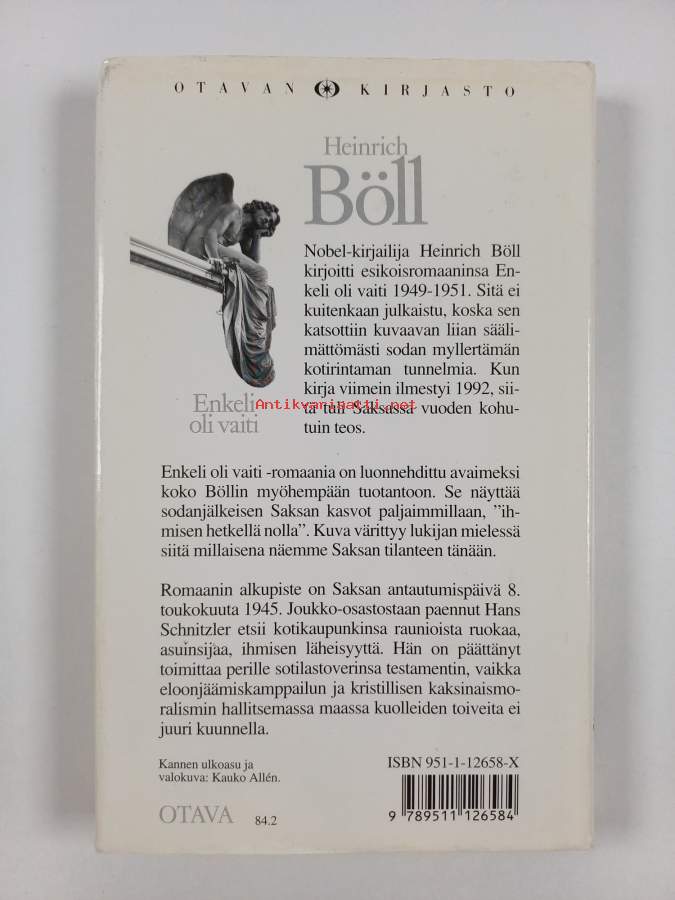 OTAVAN KIRJASTO
Heinrich
Böll
Nobel-kirjailija Heinrich Böll
kirjoitti esikoisromaaninsa En-
keli oli vaiti 1949-1951. Sitä ei
kuitenkaan julkaistu, koska sen
katsottiin kuvaavan liian sääli-
mättömästi sodan myllertämän
kotirintaman tunnelmia. Kun
kirja viimein ilmestyi 1992, sii-
tä tuli Saksassa vuoden kohu-
tuin teos.
Enkeli
oli vaiti
Antikvariaatti.net
Enkeli oli vaiti -romaania on luonnehdittu avaimeksi
koko Böllin myöhempään tuotantoon. Se näyttää
sodanjälkeisen Saksan kasvot paljaimmillaan, "ih-
misen hetkellä nolla". Kuva värittyy lukijan mielessä
siitä millaisena näemme Saksan tilanteen tänään.
Romaanin alkupiste on Saksan antautumispäivä 8.
toukokuuta 1945. Joukko-osastostaan paennut Hans
Schnitzler etsii kotikaupunkinsa raunioista ruokaa,
asuinsijaa, ihmisen läheisyyttä. Hän on päättänyt
toimittaa perille sotilastoverinsa testamentin, vaikka
eloonjäämiskamppailun ja kristillisen kaksinaismo-
ralismin hallitsemassa maassa kuolleiden toiveita ei
juuri kuunnella.
Kannen ulkoasu ja
valokuva: Kauko Allén.
ISBN 951-1-12658-X
9 789511 126584
OTAVA 84.2